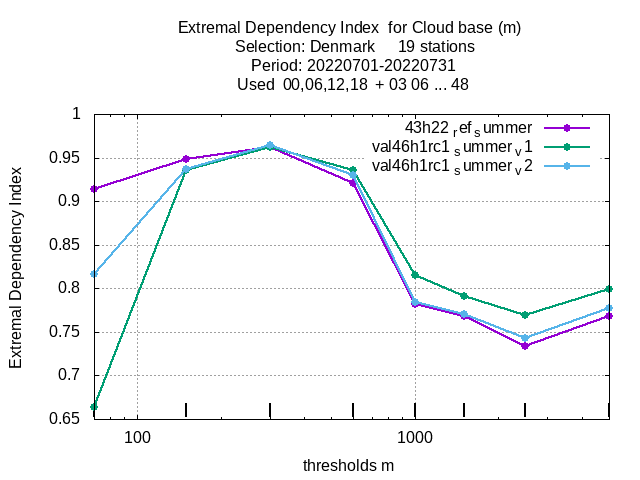 Extremal Dependency Index  for Cloud base (m)
Selection: Denmark     19 stations
Period: 20220701-20220731
Used  00,06,12,18  + 03 06 ... 48
43h22 ref summer
val46h1rc1 summer v1
val46h1rc1 summer v2
Extremal Dependency Index
1
0.95
0.9
0.85
0.8
0.75
0.7
0.65
100
1000
thresholds m